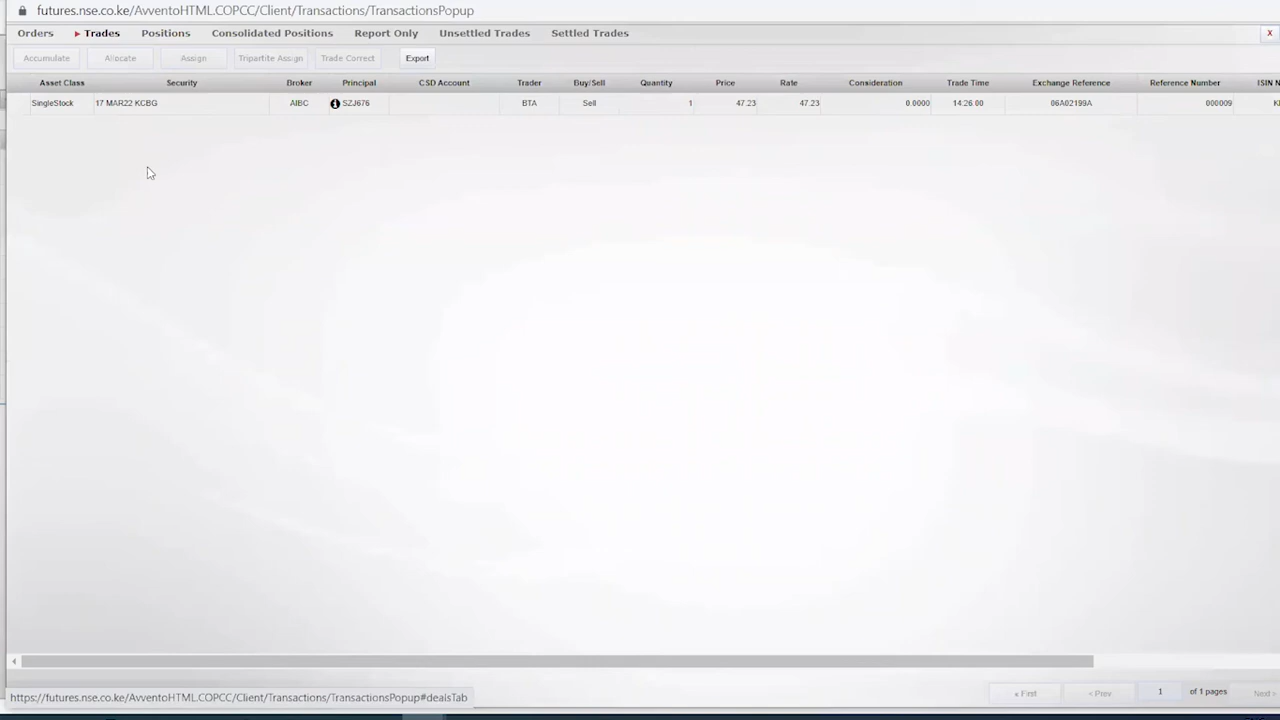 futures.nse.co.ke/AvventoHTML.COPCC/Client/Transactions/TransactionsPopup
Orders Trades Positions Consolidated Positions Report Only Unsettled Trades Settled Trades X
Accumulate Allocate Assign Tripartite Assign Trade Correct Export
Asset Class Security Broker Principal CSD Account Trader Buy/Sell Quantity Price Rate Consideration Trade Time Exchange Reference Reference Number ISIN
SingleStock 17 MAR22 KCBG AIBC SZJ676 BTA Sell 1 47.23 47.23 0.0000 14:26.00 06A02199A 000009
« First < Prev 1 of 1 pages Next >
https://futures.nse.co.ke/AvventoHTML.COPCC/Client/Transactions/TransactionsPopup#dealsTab